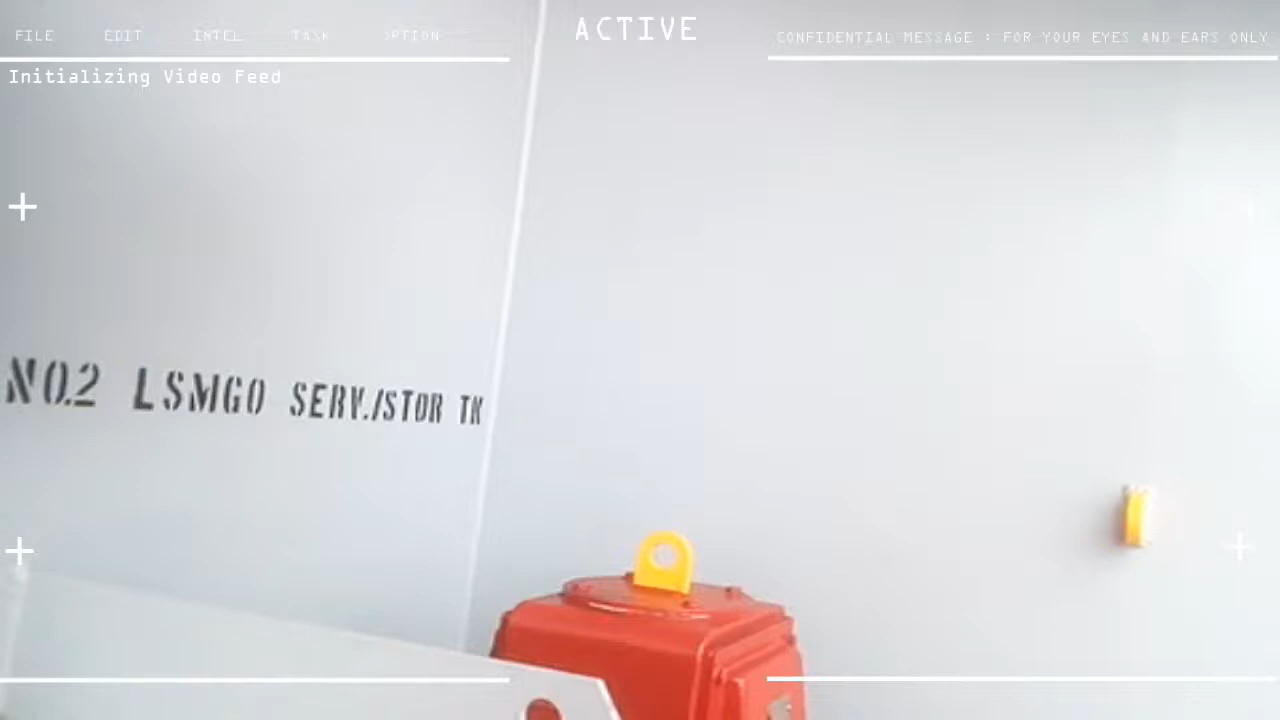 FILE EDIT INTEL TASK OPTION
ACTIVE
CONFIDENTIAL MESSAGE : FOR YOUR EYES AND EARS ONLY
Initializing Video Feed
NO.2 LSMGO SERV./STOR TK